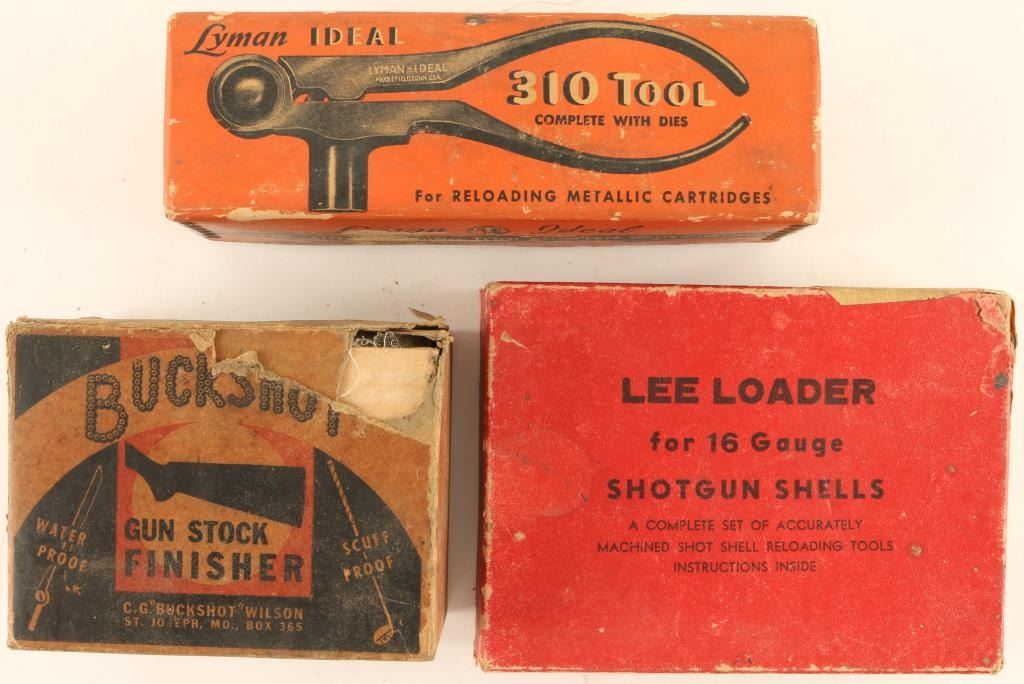 Lyman IDEAL
LYMAN-IDEAL
MIDDLEFIELD, CONN. U.S.A.
310 TOOL
COMPLETE WITH DIES
For RELOADING METALLIC CARTRIDGES
Lyman Ideal
BUCKSHOT
GUN STOCK
FINISHER
WATER
PROOF
SCUFF
PROOF
C.G. "BUCKSHOT" WILSON
ST. JOSEPH, MO., BOX 365
LEE LOADER
for 16 Gauge
SHOTGUN SHELLS
A COMPLETE SET OF ACCURATELY
MACHINED SHOT SHELL RELOADING TOOLS
INSTRUCTIONS INSIDE